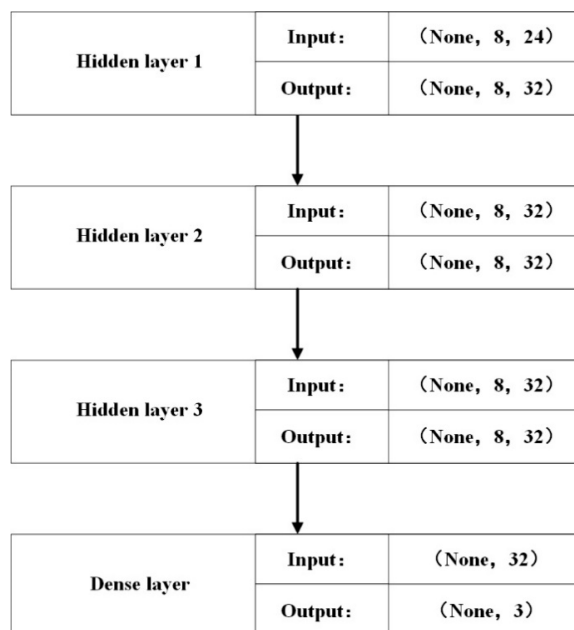 Hidden layer 1
Input： （None，8，24）
Output： （None，8，32）
Hidden layer 2
Input： （None，8，32）
Output： （None，8，32）
Hidden layer 3
Input： （None，8，32）
Output： （None，8，32）
Dense layer
Input： （None，32）
Output： （None，3）